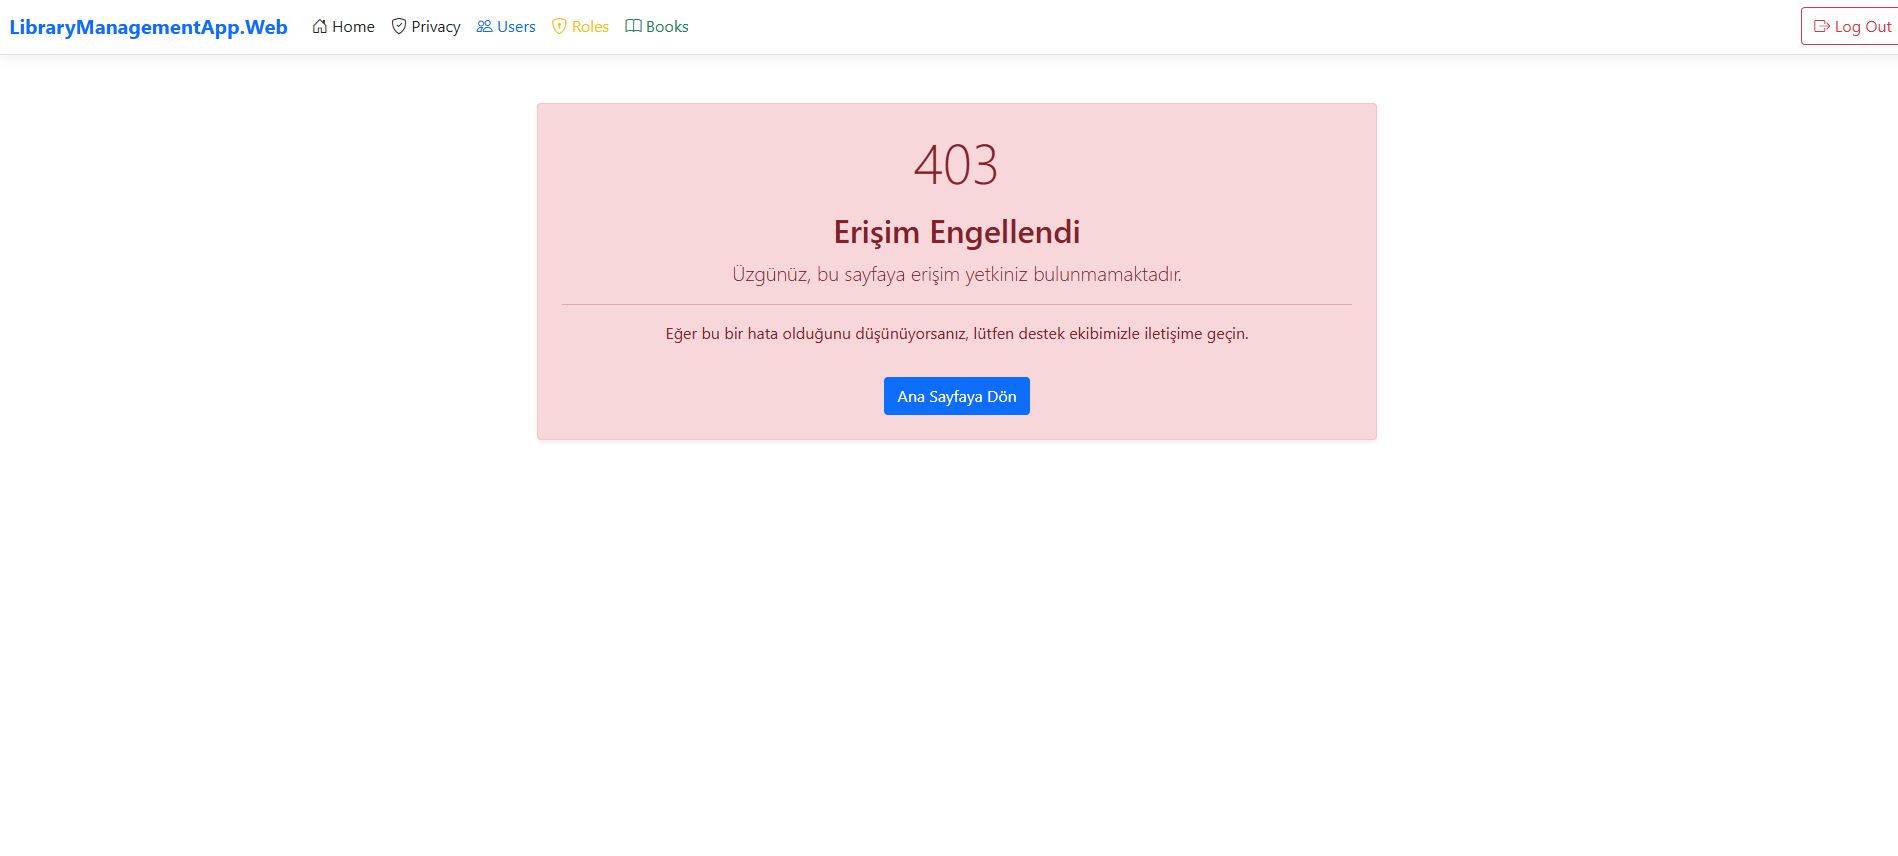 LibraryManagementApp.Web Home Privacy Users Roles Books Log Out
403
Erişim Engellendi
Üzgünüz, bu sayfaya erişim yetkiniz bulunmamaktadır.
Eğer bu bir hata olduğunu düşünüyorsanız, lütfen destek ekibimizle iletişime geçin.
Ana Sayfaya Dön